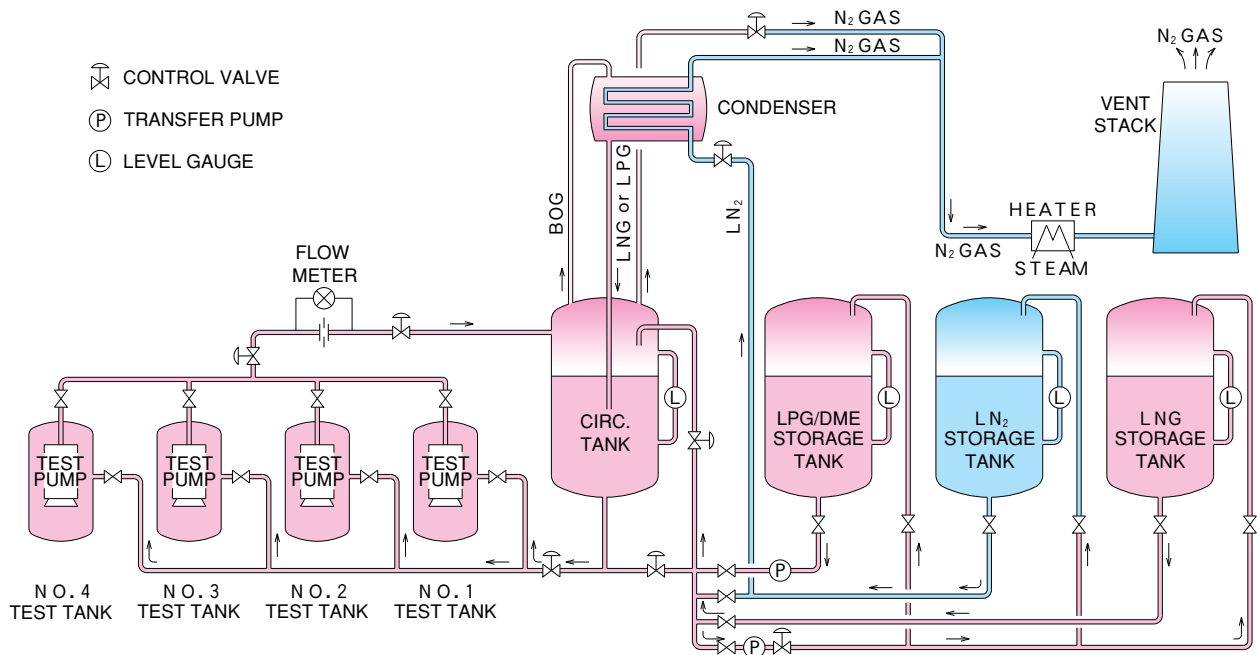 CONTROL VALVE
P
TRANSFER PUMP
L
LEVEL GAUGE
N₂ GAS
N₂ GAS
CONDENSER
N₂ GAS
VENT
STACK
BOG
LNG or LPG
LN₂
HEATER
STEAM
N₂ GAS
FLOW
METER
CIRC.
TANK
L
LPG/DME
STORAGE
TANK
L
LN₂
STORAGE
TANK
L
LNG
STORAGE
TANK
L
TEST
PUMP
TEST
PUMP
TEST
PUMP
TEST
PUMP
P
P
NO.4
TEST TANK
NO.3
TEST TANK
NO.2
TEST TANK
NO.1
TEST TANK